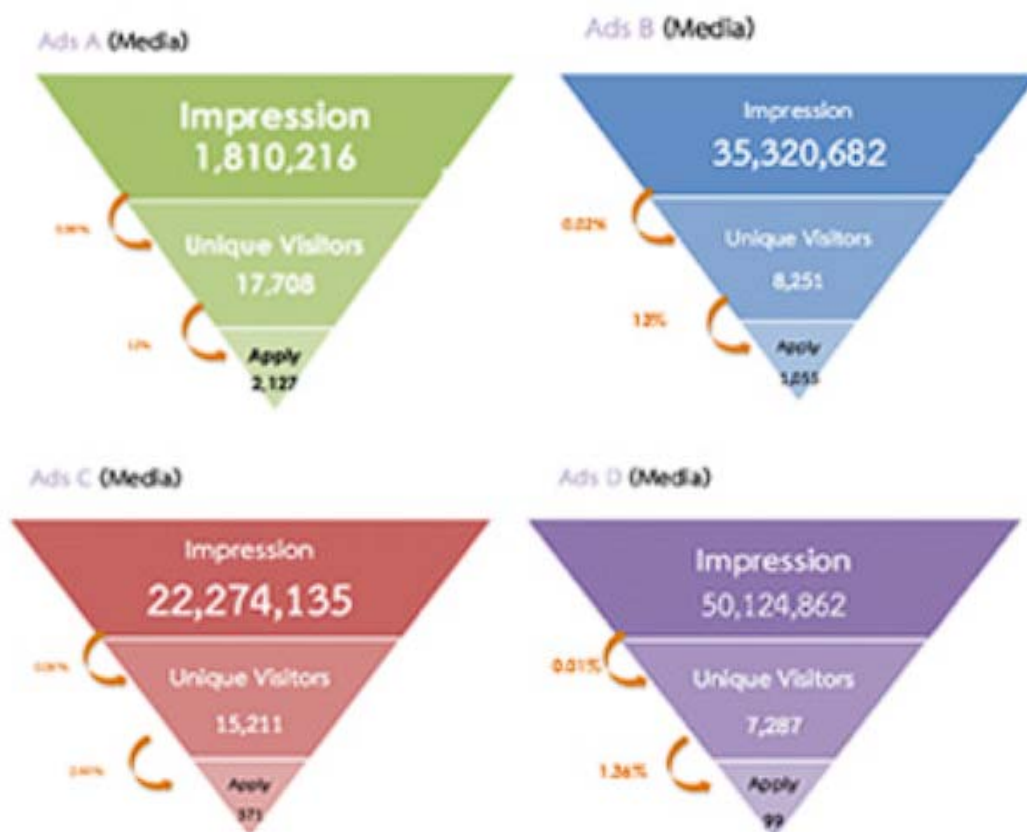 Ads A (Media)
Impression
1,810,216
Unique Visitors
17,708
Apply
2,127
Ads B (Media)
Impression
35,320,682
0.02%
Unique Visitors
8,251
Apply
Ads C (Media)
Impression
22,274,135
Unique Visitors
15,211
Apply
Ads D (Media)
Impression
50,124,862
0.01%
Unique Visitors
7,287
1.36%
Apply
99